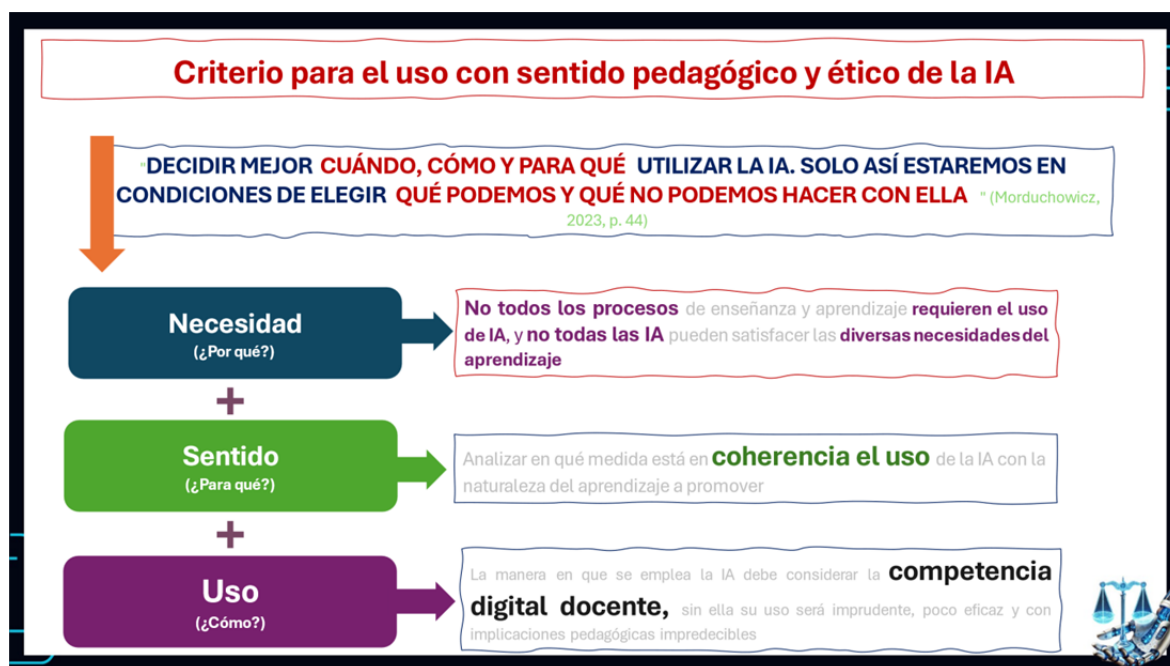 Criterio para el uso con sentido pedagógico y ético de la IA
"DECIDIR MEJOR CUÁNDO, CÓMO Y PARA QUÉ UTILIZAR LA IA. SOLO ASÍ ESTAREMOS EN
CONDICIONES DE ELEGIR QUÉ PODEMOS Y QUÉ NO PODEMOS HACER CON ELLA " (Morduchowicz,
2023, p. 44)
Necesidad
(¿Por qué?)
No todos los procesos de enseñanza y aprendizaje requieren el uso
de IA, y no todas las IA pueden satisfacer las diversas necesidades del
aprendizaje
+
Sentido
(¿Para qué?)
Analizar en qué medida está en coherencia el uso de la IA con la
naturaleza del aprendizaje a promover
+
Uso
(¿Cómo?)
La manera en que se emplea la IA debe considerar la competencia
digital docente, sin ella su uso será imprudente, poco eficaz y con
implicaciones pedagógicas impredecibles